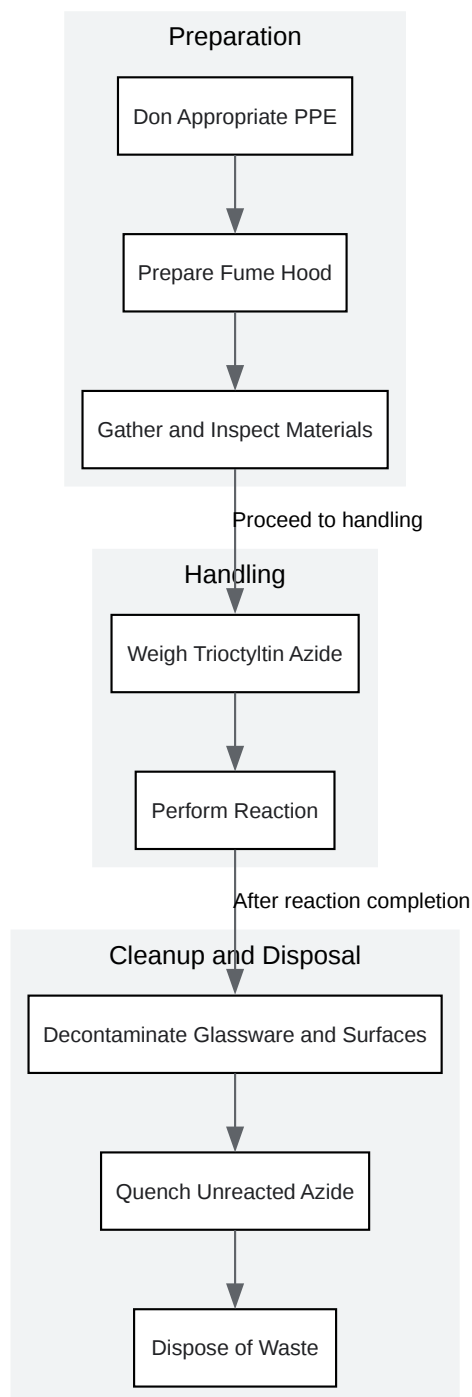 Preparation
Don Appropriate PPE
Prepare Fume Hood
Gather and Inspect Materials
Proceed to handling
Handling
Weigh Trioctyltin Azide
Perform Reaction
After reaction completion
Cleanup and Disposal
Decontaminate Glassware and Surfaces
Quench Unreacted Azide
Dispose of Waste